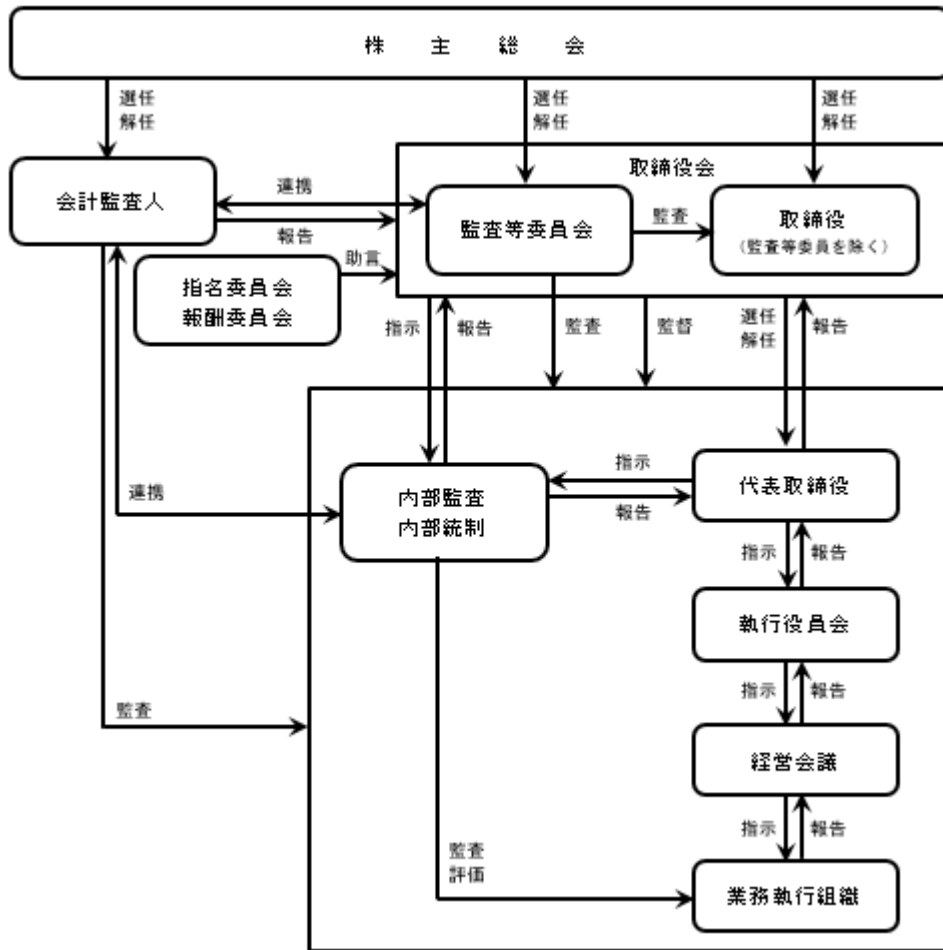 株主総会
選任
解任
選任
解任
選任
解任
取締役会
会計監査人
連携
報告
監査等委員会
監査
取締役
（監査等委員を除く）
助言
指名委員会
報酬委員会
指示
報告
監査
監督
選任
解任
報告
連携
内部監査
内部統制
指示
報告
代表取締役
指示
報告
執行役員会
指示
報告
監査
経営会議
指示
報告
監査
評価
業務執行組織